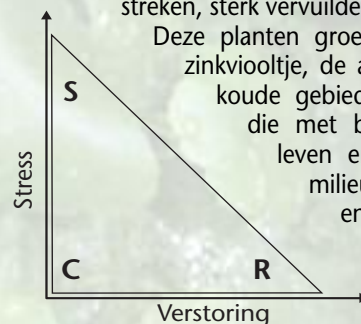 streken, sterk vervuilde
Deze planten groe
zinkviooltje, de a
koude gebied
die met b
leven e
milieu
en
S
Stress
C
R
Verstoring